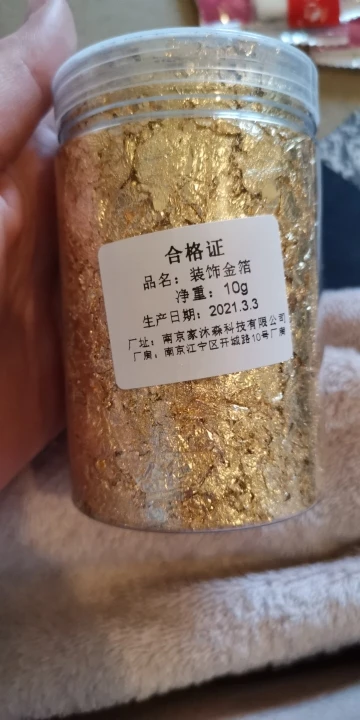 合格证
品名：装饰金箔
净重：10g
生产日期：2021.3.3
厂址：南京家沐森科技有限公司
厂房：南京江宁区开城路10号厂房